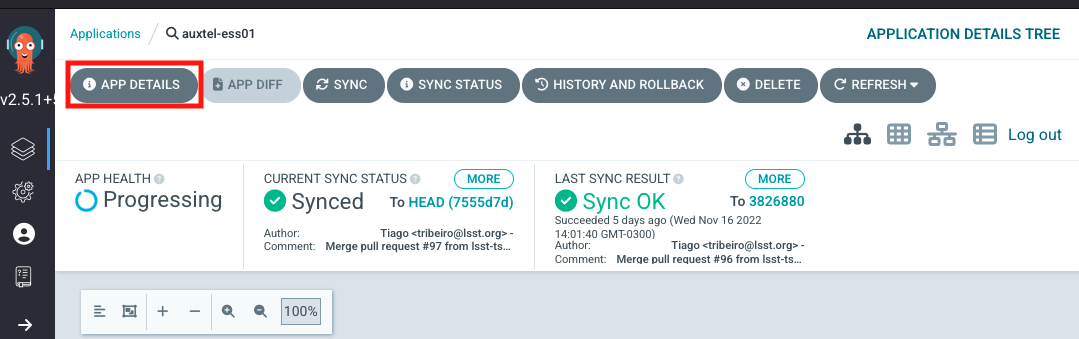 Applications / auxtel-ess01 APPLICATION DETAILS TREE
APP DETAILS APP DIFF SYNC SYNC STATUS HISTORY AND ROLLBACK DELETE REFRESH
v2.5.1+5
Log out
APP HEALTH
Progressing
CURRENT SYNC STATUS MORE
Synced To HEAD (7555d7d)
Author: Tiago <tribeiro@lsst.org> -
Comment: Merge pull request #97 from lsst-ts...
LAST SYNC RESULT MORE
Sync OK To 3826880
Succeeded 5 days ago (Wed Nov 16 2022
14:01:40 GMT-0300)
Author: Tiago <tribeiro@lsst.org> -
Comment: Merge pull request #96 from lsst-ts...
100%